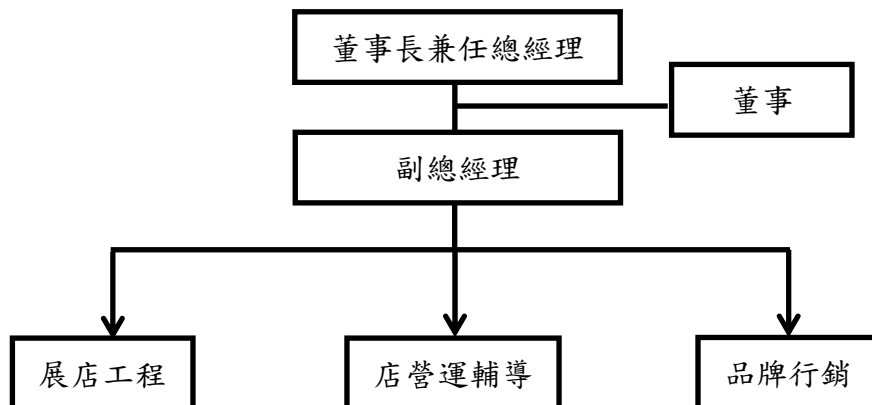 董事長兼任總經理
董事
副總經理
展店工程
店營運輔導
品牌行銷